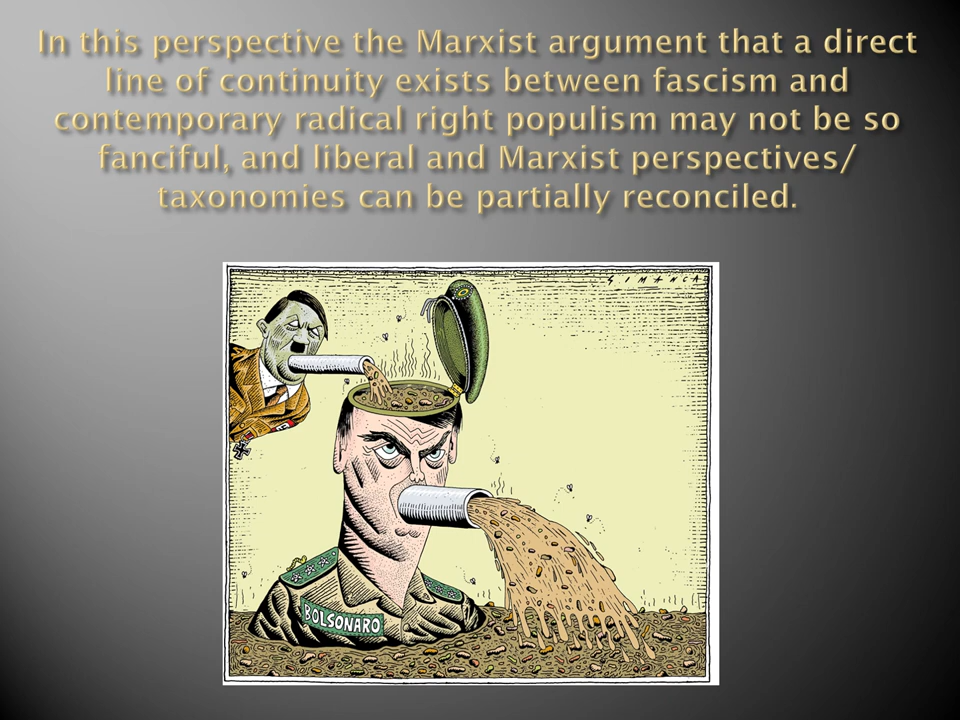 In this perspective the Marxist argument that a direct
line of continuity exists between fascism and
contemporary radical right populism may not be so
fanciful, and liberal and Marxist perspectives/
taxonomies can be partially reconciled.
SIMANCA
BOLSONARO